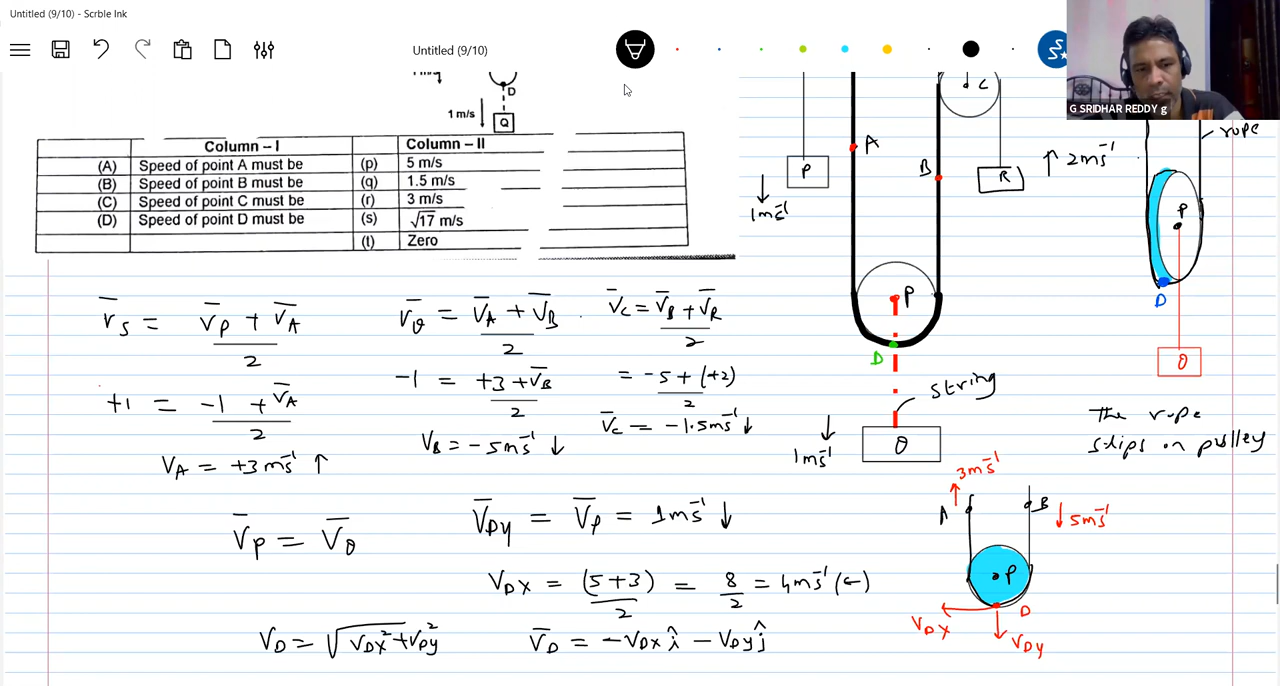 Untitled (9/10) - Scrble Ink
Untitled (9/10)
G SRIDHAR REDDY g
D
1 m/s
Q
Column – I
Column – II
(A) Speed of point A must be (p) 5 m/s
(B) Speed of point B must be (q) 1.5 m/s
(C) Speed of point C must be (r) 3 m/s
(D) Speed of point D must be (s) √17 m/s
(t) Zero
C
rope
A
P
B
R
↑ 2ms⁻¹
1ms⁻¹
P
P
D
D
string
θ
θ
1ms⁻¹
The rope
slips on pulley
V̄s = (V̄p + V̄A)/2
V̄θ = (V̄A + V̄B)/2
V̄c = (V̄B + V̄R)/2
+1 = (-1 + V̄A)/2
-1 = (+3 + V̄B)/2
= (-5 + (+2))/2
VA = +3ms⁻¹ ↑
VB = -5ms⁻¹ ↓
V̄c = -1.5ms⁻¹ ↓
V̄p = V̄θ
V̄Dy = V̄p = 1ms⁻¹ ↓
VDX = (5+3)/2 = 8/2 = 4ms⁻¹ (←)
VD = √(VDX² + VDy²)
V̄D = -VDX î - VDy ĵ
3ms⁻¹
A
B
↓ 5ms⁻¹
P
D
VDX
VDy